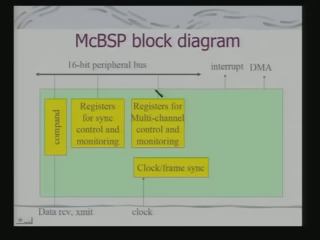 McBSP block diagram
16-bit peripheral bus
interrupt DMA
compand
Registers
for sync
control and
monitoring
Registers for
Multi-channel
control and
monitoring
Clock/frame sync
Data rcv, xmit
clock